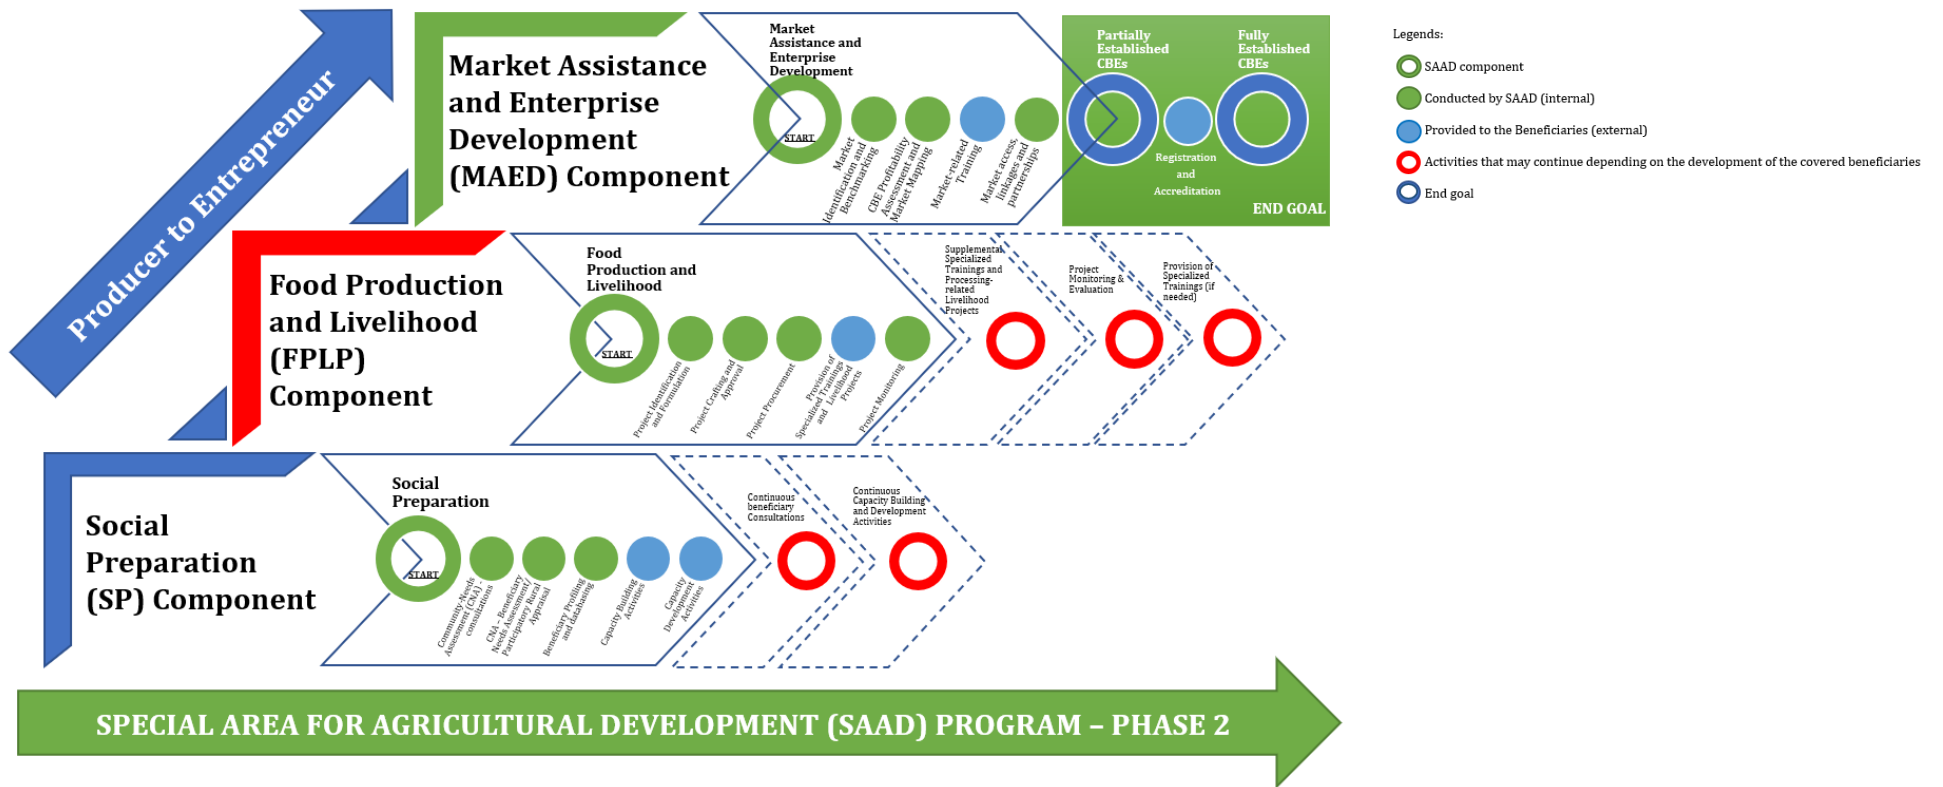 Producer to Entrepreneur
Market Assistance
and Enterprise
Development
(MAED) Component
Market
Assistance and
Enterprise
Development
START
Market
Identification and
Benchmarking
CBE Profitability
Assessment and
Market Mapping
Market-related
Training
Market access,
linkages and
partnerships
Partially
Established
CBEs
Registration
and
Accreditation
Fully
Established
CBEs
END GOAL
Legends:
SAAD component
Conducted by SAAD (internal)
Provided to the Beneficiaries (external)
Activities that may continue depending on the development of the covered beneficiaries
End goal
Food Production
and Livelihood
(FPLP)
Component
Food
Production and
Livelihood
START
Project Identification
and Formulation
Project Crafting and
Approval
Project Procurement
Provision of
Specialized Trainings
and Livelihood
Projects
Project Monitoring
Supplemental
Specialized
Trainings and
Processing-
related
Livelihood
Projects
Project
Monitoring &
Evaluation
Provision of
Specialized
Trainings (if
needed)
Social
Preparation
(SP) Component
Social
Preparation
START
Community-Needs
Assessment (CNA) -
consultations
CNA – Beneficiary
Needs Assessment/
Participatory Rural
Appraisal
Beneficiary Profiling
and databasing
Capacity Building
Activities
Capacity
Development
Activities
Continuous
beneficiary
Consultations
Continuous
Capacity Building
and Development
Activities
SPECIAL AREA FOR AGRICULTURAL DEVELOPMENT (SAAD) PROGRAM – PHASE 2